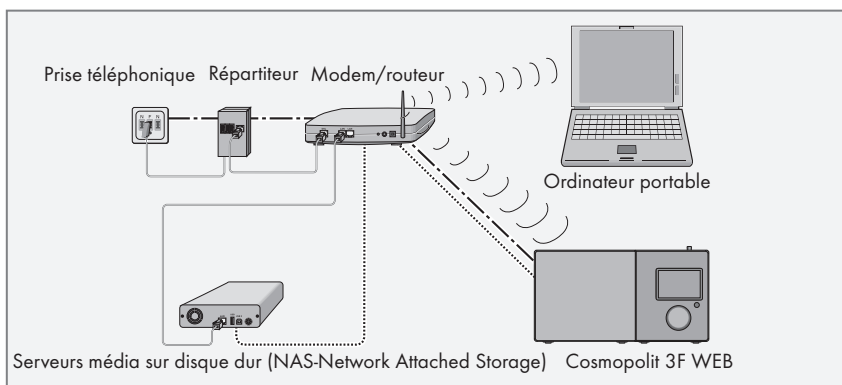 Prise téléphonique
Répartiteur
Modem/routeur
N F N
Ordinateur portable
Serveurs média sur disque dur (NAS-Network Attached Storage)
Cosmopolit 3F WEB